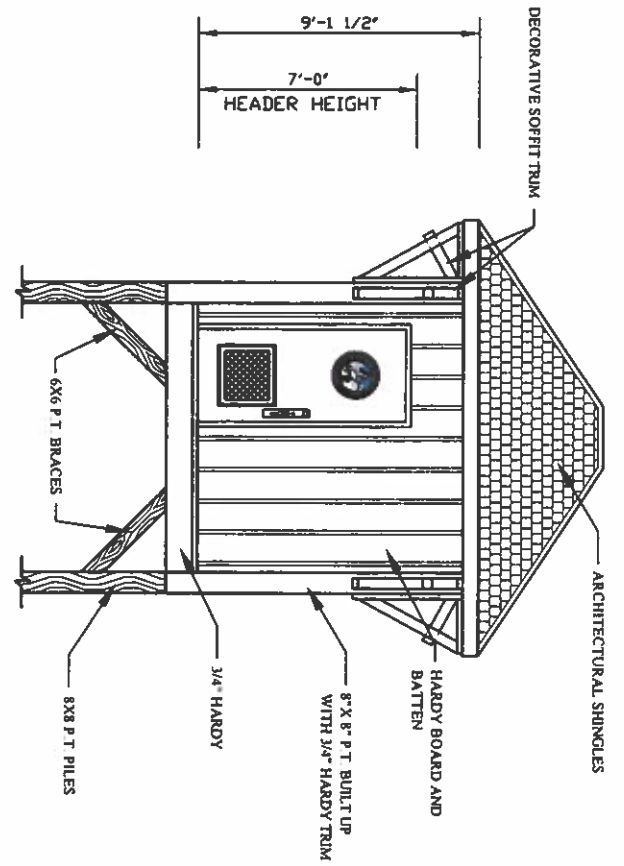 9'-1 1/2"
7'-0"
HEADER HEIGHT
DECORATIVE SOFFIT TRIM
ARCHITECTURAL SHINGLES
HARDY BOARD AND
BATTEN
8" X 8" P.T. BUILT UP
WITH 3/4" HARDY TRIM
3/4" HARDY
6X6 P.T. BRACES
8X8 P.T. PILES